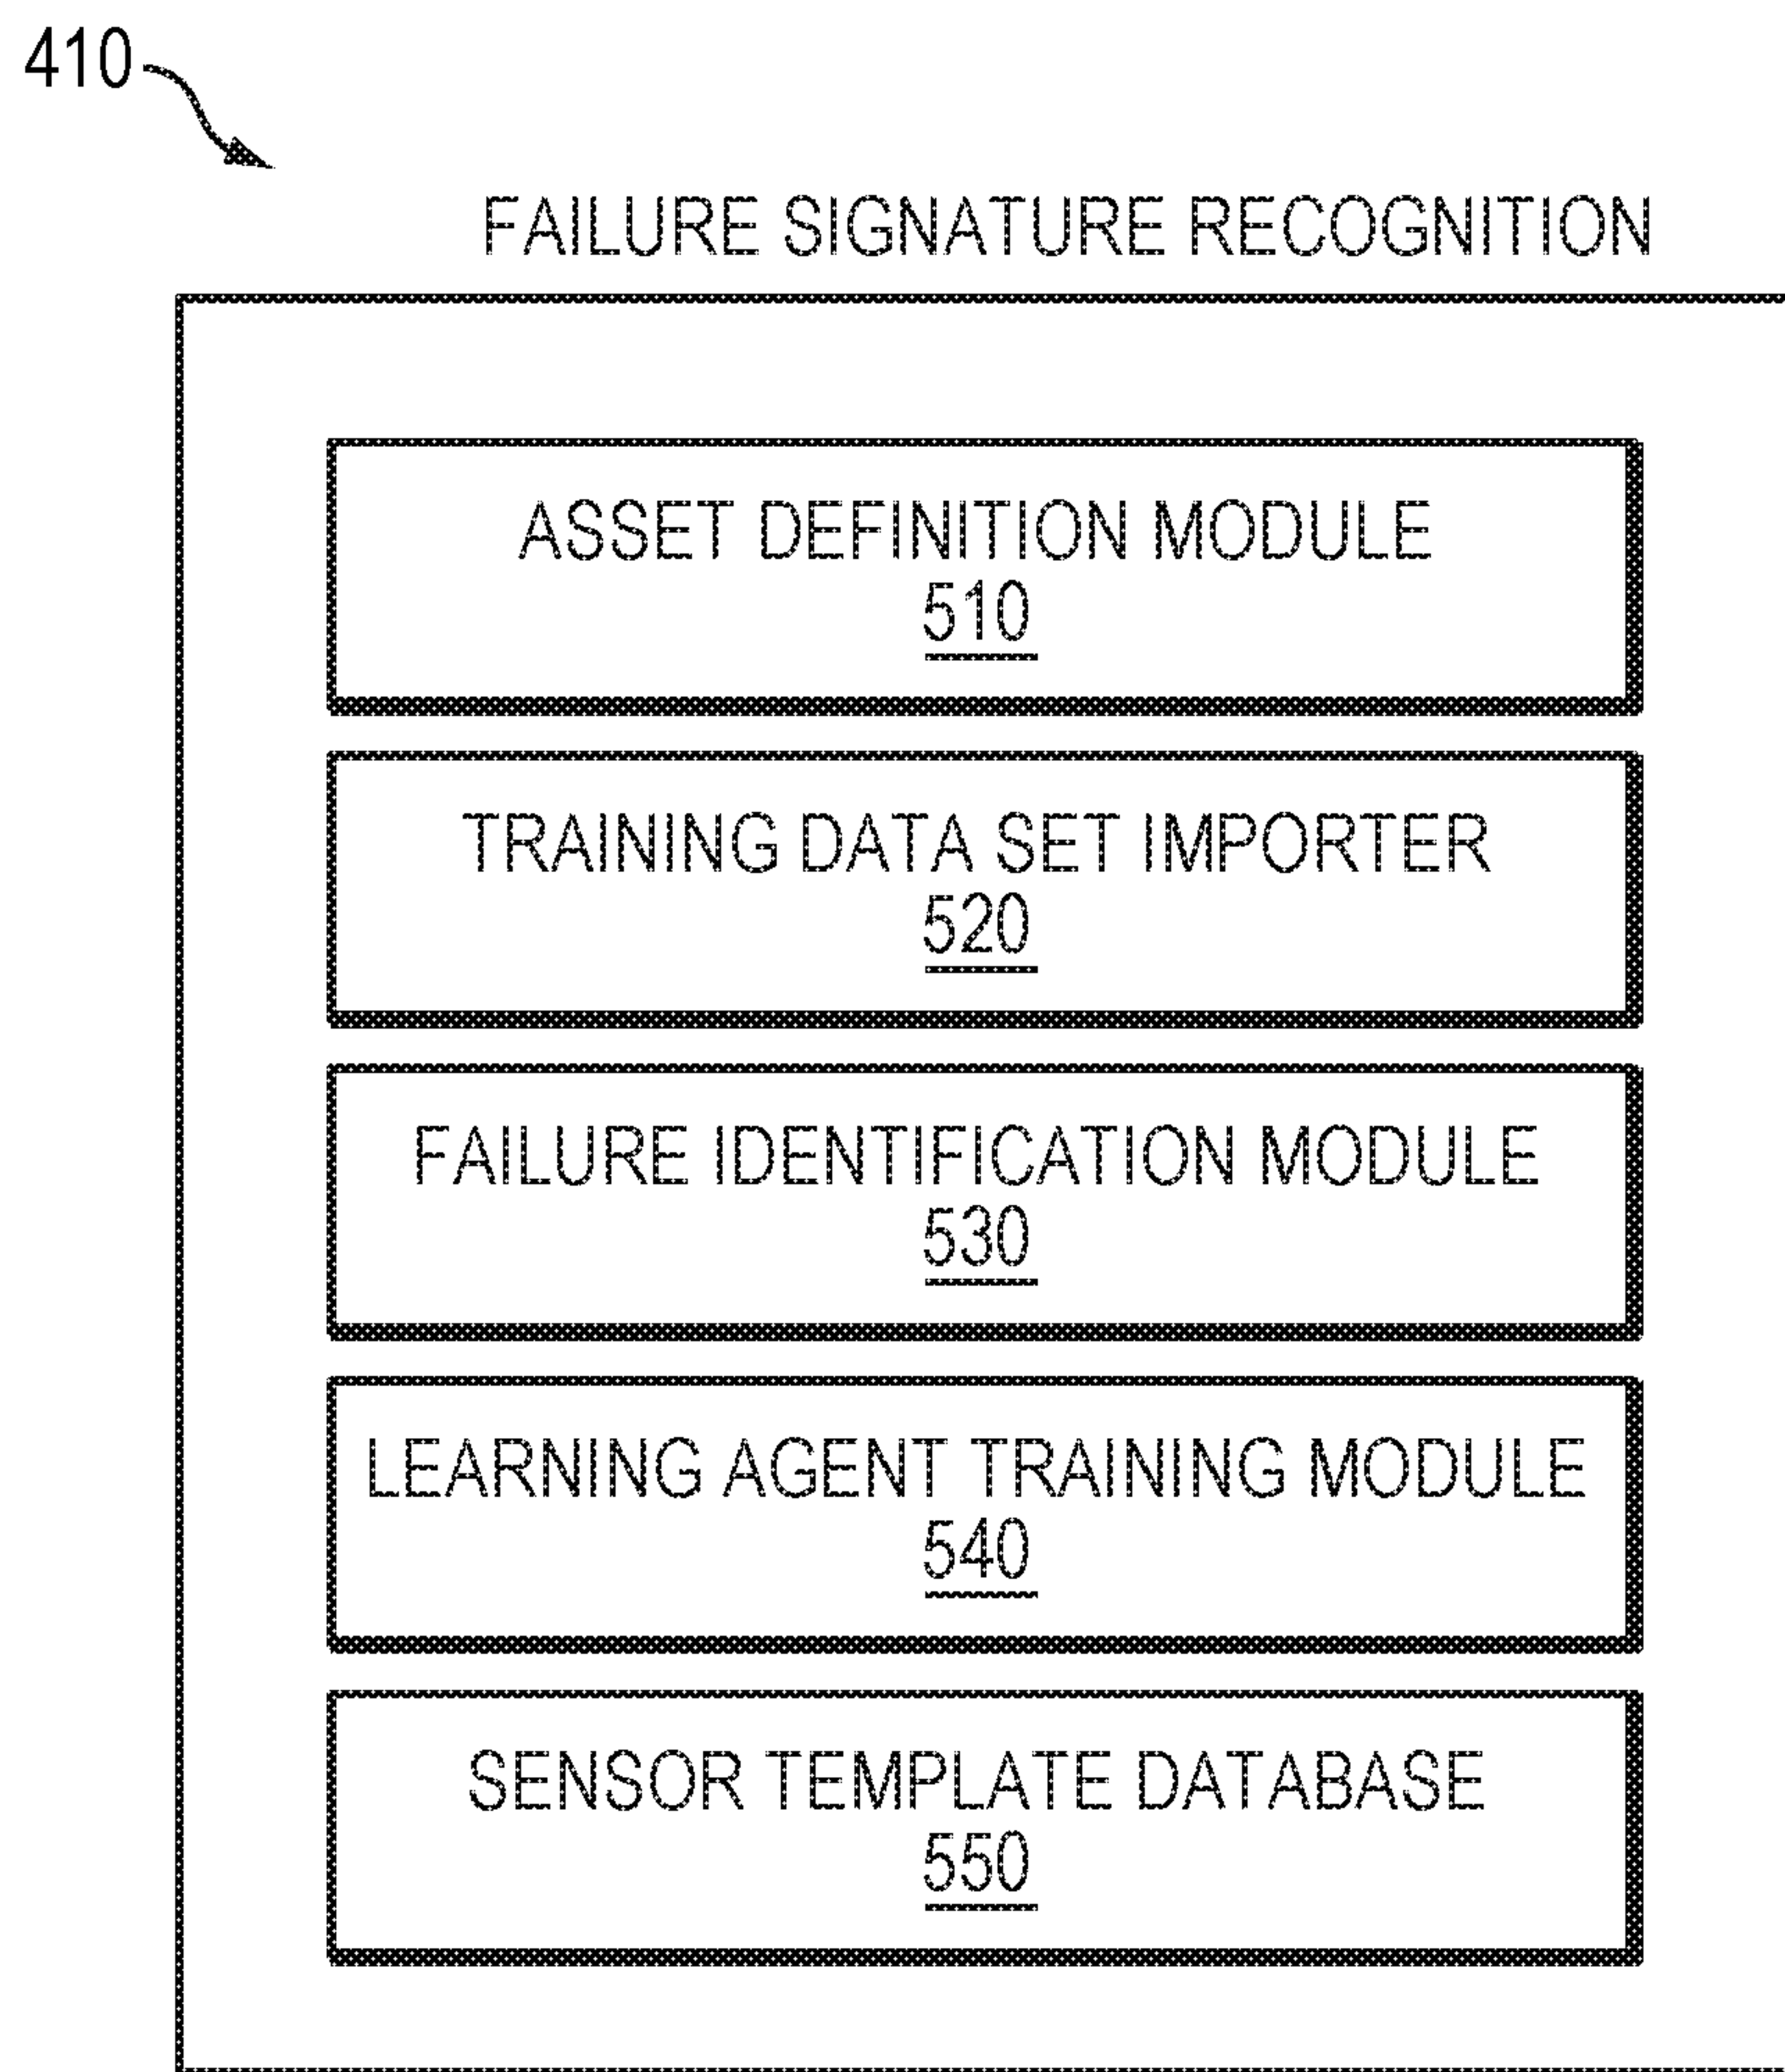 410
FAILURE SIGNATURE RECOGNITION
ASSET DEFINITION MODULE
510
TRAINING DATA SET IMPORTER
520
FAILURE IDENTIFICATION MODULE
530
LEARNING AGENT TRAINING MODULE
540
SENSOR TEMPLATE DATABASE
550